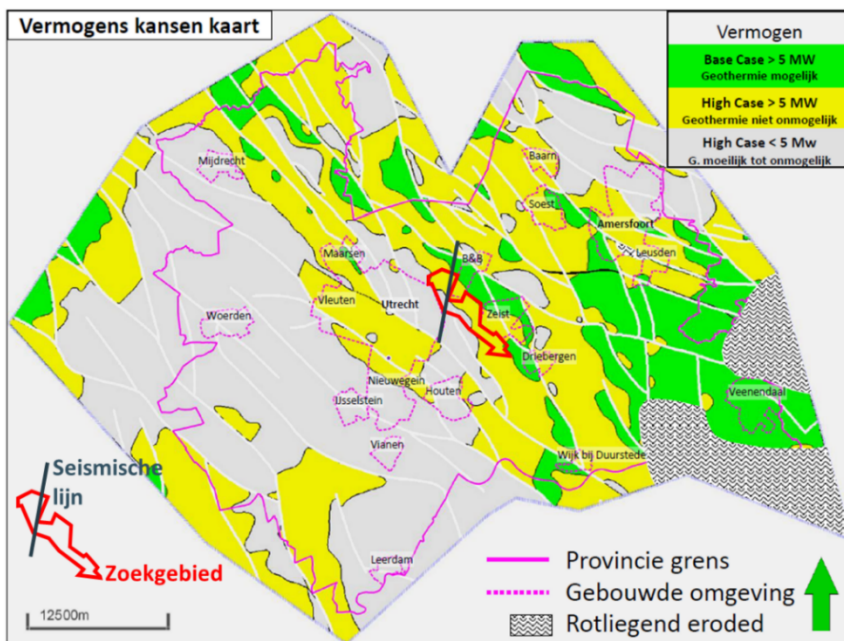 Vermogens kansen kaart
Vermogen
Base Case > 5 MW
Geothermie mogelijk
High Case > 5 MW
Geothermie niet onmogelijk
High Case < 5 Mw
G. moeilijk tot onmogelijk
Mijdrecht
Baarn
Soest
Amersfoort
Leusden
Maarsen
B&B
Vleuten
Utrecht
Zeist
Woerden
Driebergen
Nieuwegein
Houten
IJsselstein
Veenendaal
Vianen
Wijk bij Duurstede
Leerdam
Seismische
lijn
Zoekgebied
12500m
Provincie grens
Gebouwde omgeving
Rotliegend eroded